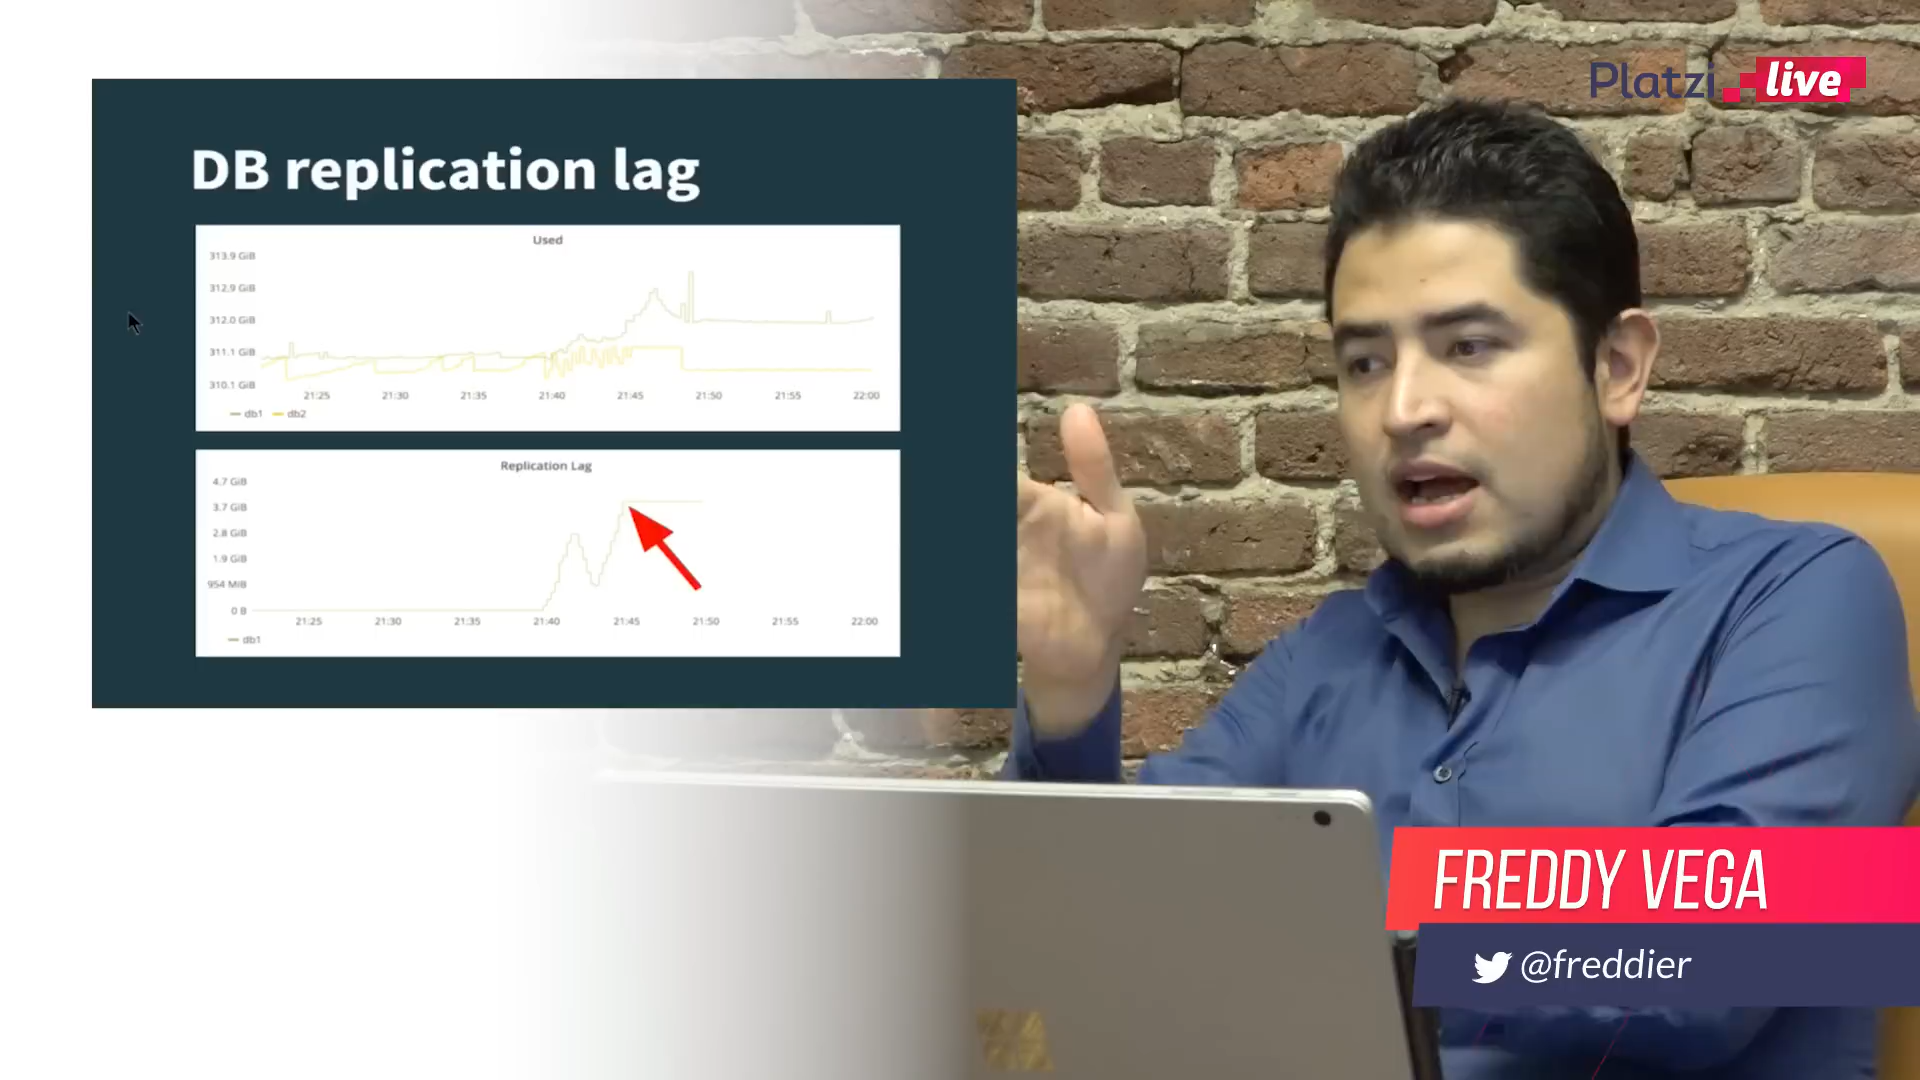 Platzi live
DB replication lag
Used
313.9 GiB
312.9 GiB
312.0 GiB
311.1 GiB
310.1 GiB
21:25 21:30 21:35 21:40 21:45 21:50 21:55 22:00
db1 db2
Replication Lag
4.7 GiB
3.7 GiB
2.8 GiB
1.9 GiB
954 MiB
0 B
21:25 21:30 21:35 21:40 21:45 21:50 21:55 22:00
db1
FREDDY VEGA
@freddier